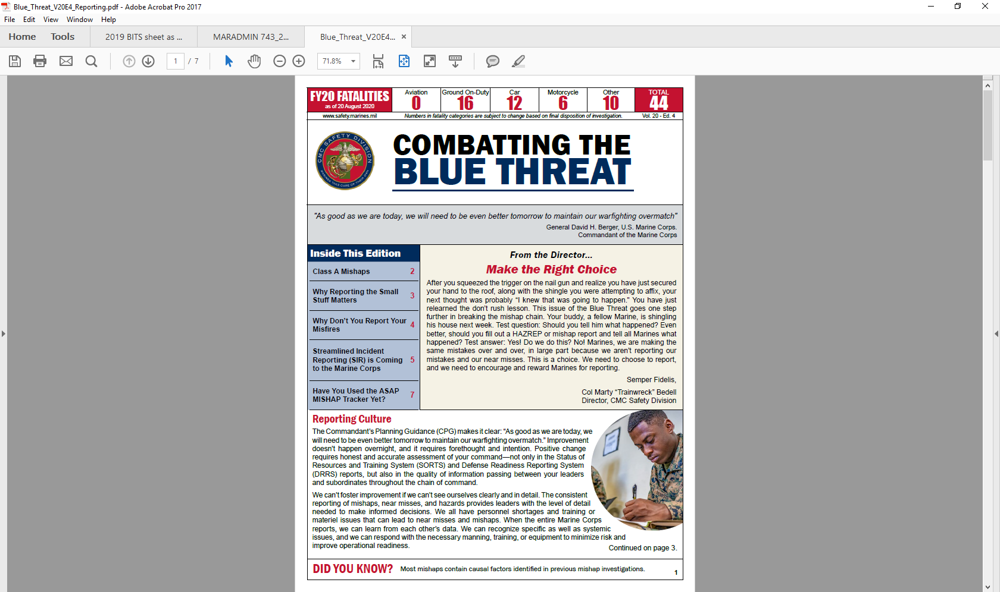 Blue_Threat_V20E4_Reporting.pdf - Adobe Acrobat Pro 2017
File Edit View Window Help
Home Tools 2019 BITS sheet as ... MARADMIN 743_2... Blue_Threat_V20E4... ×
1 / 7 71.8%
FY20 FATALITIES
as of 20 August 2020
Aviation
0
Ground On-Duty
16
Car
12
Motorcycle
6
Other
10
TOTAL
44
www.safety.marines.mil Numbers in fatality categories are subject to change based on final disposition of investigation. Vol. 20 - Ed. 4
CMC SAFETY DIVISION
MARINES TAKE CARE OF THEIR OWN
COMBATTING THE
BLUE THREAT
"As good as we are today, we will need to be even better tomorrow to maintain our warfighting overmatch"
General David H. Berger, U.S. Marine Corps.
Commandant of the Marine Corps
Inside This Edition
Class A Mishaps 2
Why Reporting the Small
Stuff Matters 3
Why Don't You Report Your
Misfires 4
Streamlined Incident
Reporting (SIR) is Coming 5
to the Marine Corps
Have You Used the ASAP
MISHAP Tracker Yet? 7
From the Director...
Make the Right Choice
After you squeezed the trigger on the nail gun and realize you have just secured
your hand to the roof, along with the shingle you were attempting to affix, your
next thought was probably “I knew that was going to happen.” You have just
relearned the don’t rush lesson. This issue of the Blue Threat goes one step
further in breaking the mishap chain. Your buddy, a fellow Marine, is shingling
his house next week. Test question: Should you tell him what happened? Even
better, should you fill out a HAZREP or mishap report and tell all Marines what
happened? Test answer: Yes! Do we do this? No! Marines, we are making the
same mistakes over and over, in large part because we aren’t reporting our
mistakes and our near misses. This is a choice. We need to choose to report,
and we need to encourage and reward Marines for reporting.
Semper Fidelis,
Col Marty “Trainwreck” Bedell
Director, CMC Safety Division
Reporting Culture
The Commandant’s Planning Guidance (CPG) makes it clear: “As good as we are today, we
will need to be even better tomorrow to maintain our warfighting overmatch.” Improvement
doesn’t happen overnight, and it requires forethought and intention. Positive change
requires honest and accurate assessment of your command—not only in the Status of
Resources and Training System (SORTS) and Defense Readiness Reporting System
(DRRS) reports, but also in the quality of information passing between your leaders
and subordinates throughout the chain of command.
We can’t foster improvement if we can’t see ourselves clearly and in detail. The consistent
reporting of mishaps, near misses, and hazards provides leaders with the level of detail
needed to make informed decisions. We all have personnel shortages and training or
materiel issues that can lead to near misses and mishaps. When the entire Marine Corps
reports, we can learn from each other’s data. We can recognize specific as well as systemic
issues, and we can respond with the necessary manning, training, or equipment to minimize risk and
improve operational readiness.
Continued on page 3.
DID YOU KNOW? Most mishaps contain causal factors identified in previous mishap investigations. 1